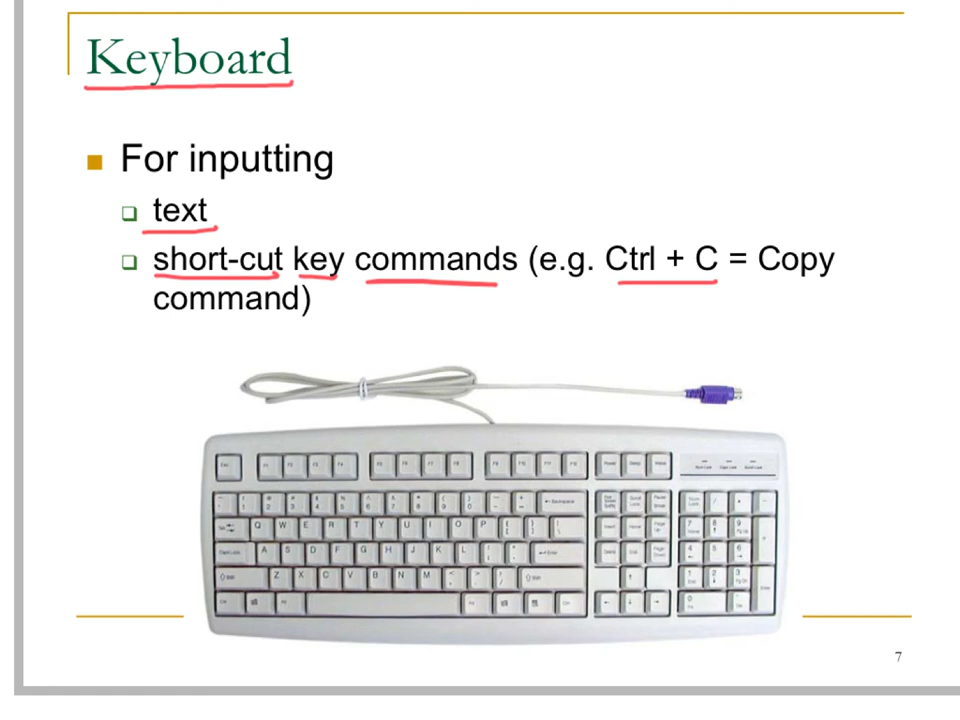 Keyboard
For inputting
text
short-cut key commands (e.g. Ctrl + C = Copy
command)
Q W E R T Y U I O P
A S D F G H J K L
Z X C V B N M
7